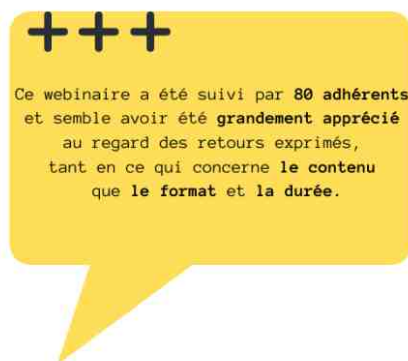 +++
Ce webinaire a été suivi par 80 adhérents
et semble avoir été grandement apprécié
au regard des retours exprimés,
tant en ce qui concerne le contenu
que le format et la durée.